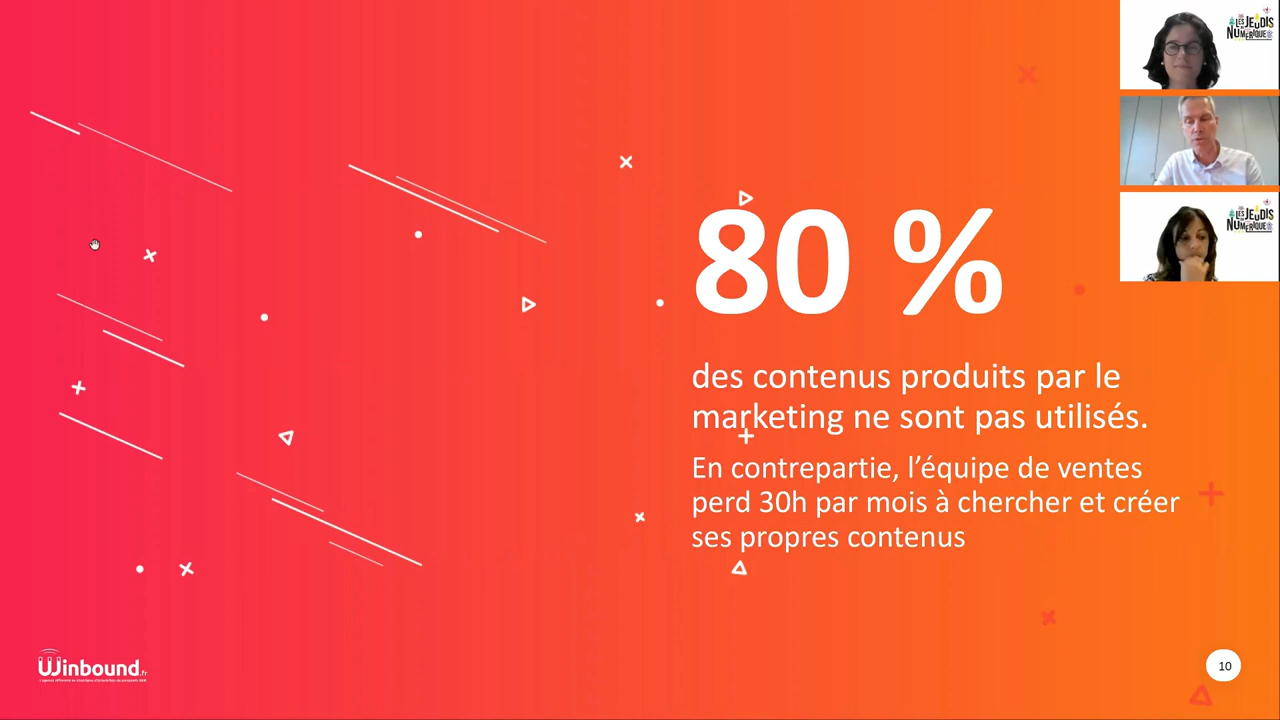 LES JEUDIS
NUMÉRIQUE
80 %
des contenus produits par le
marketing ne sont pas utilisés.
En contrepartie, l'équipe de ventes
perd 30h par mois à chercher et créer
ses propres contenus
LES JEUDIS
NUMÉRIQUE
Winbound.fr
10